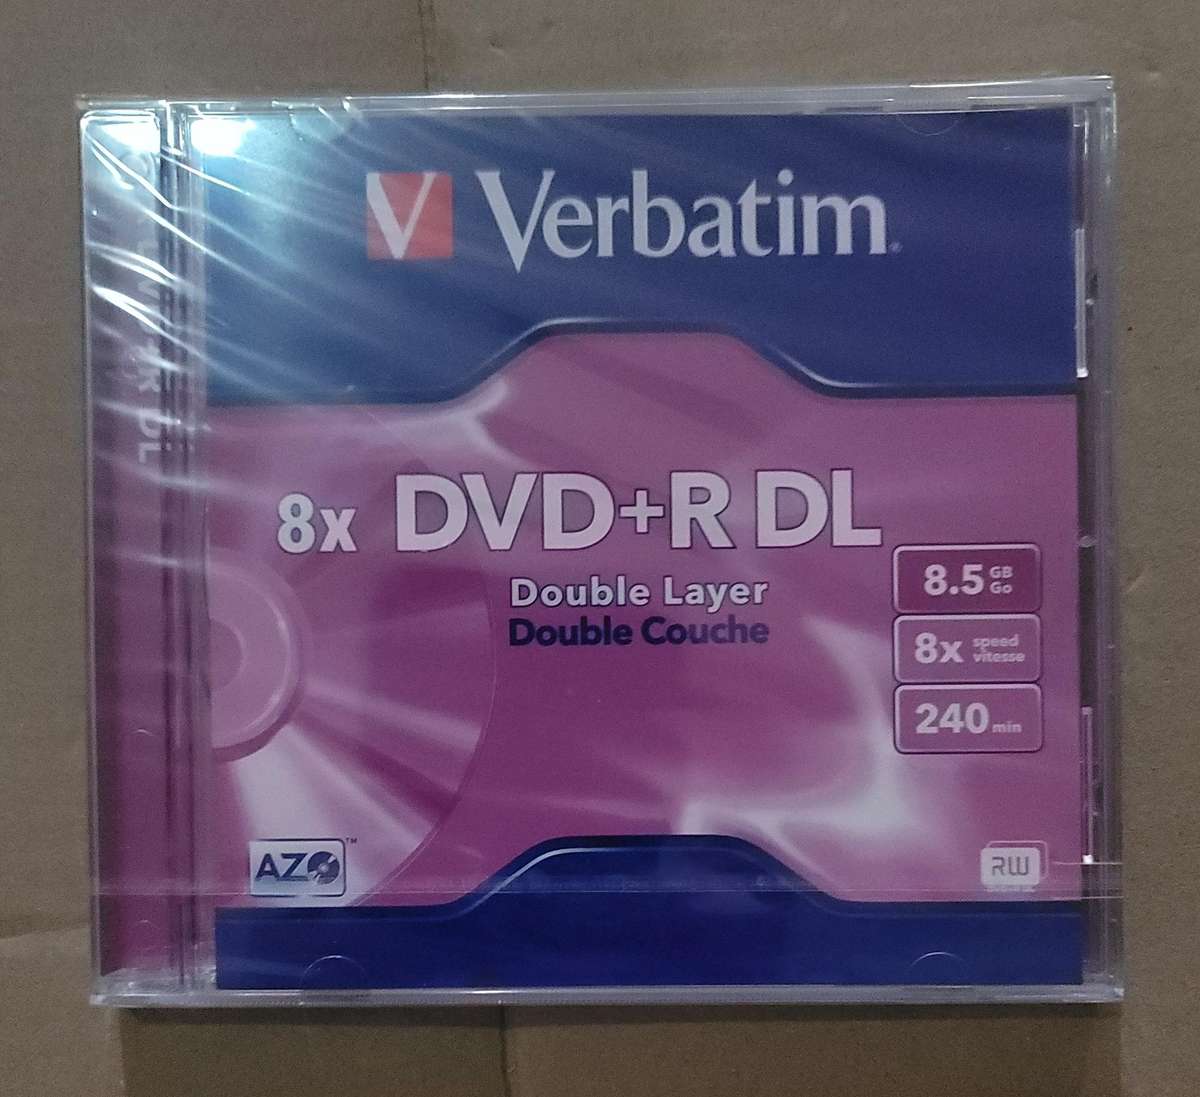 Verbatim
8x DVD+R DL
Double Layer
Double Couche
8.5 GB Go
8x speed vitesse
240 min
AZO™
RW
DVD+R DL